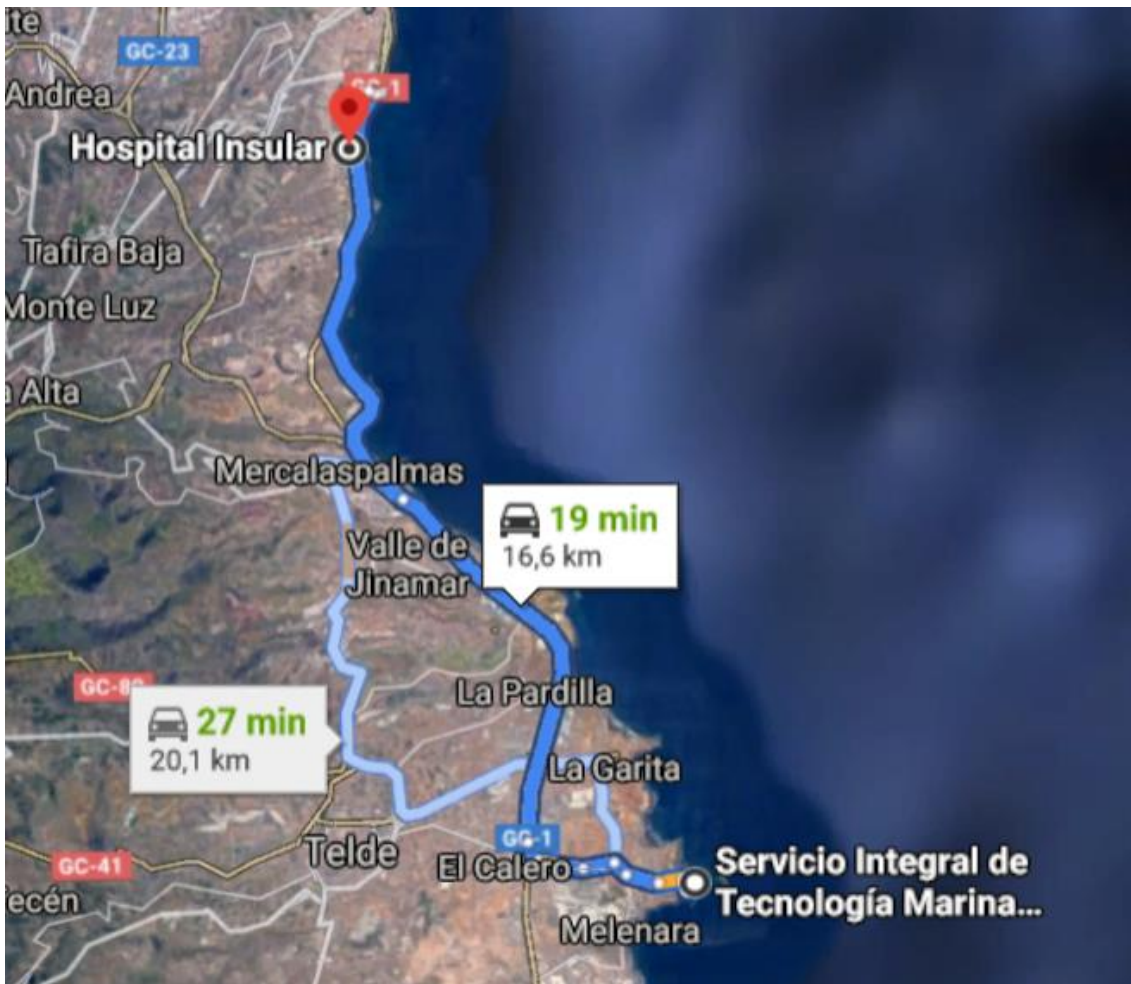 ite
GC-23
Andrea
GC-1
Hospital Insular
Tafira Baja
Monte Luz
Alta
Mercalaspalmas
19 min
16,6 km
Valle de
Jinamar
GC-80
La Pardilla
27 min
20,1 km
La Garita
GC-1
Telde
GC-41
El Calero
Servicio Integral de
Tecnología Marina...
ecén
Melenara